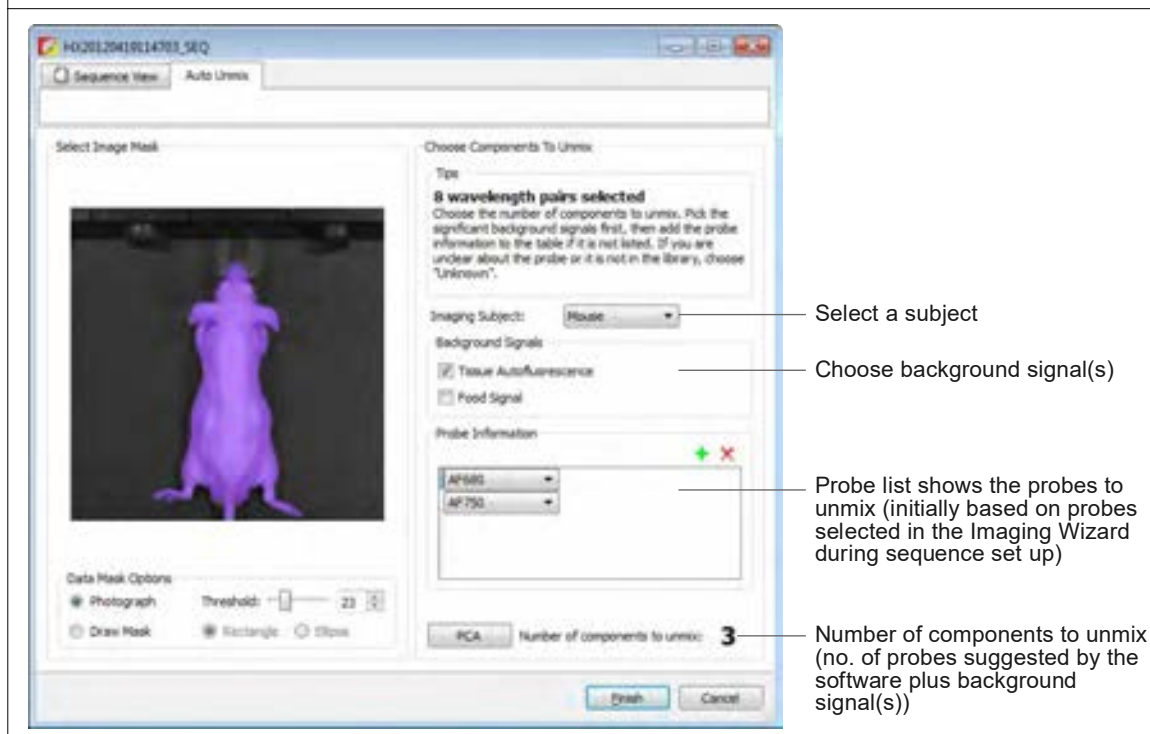 HX20120419114703_SEQ
Sequence View
Auto Unmix
Select Image Mask
Choose Components To Unmix
Tips
8 wavelength pairs selected
Choose the number of components to unmix. Pick the
significant background signals first, then add the probe
information to the table if it is not listed. If you are
unclear about the probe or it is not in the library, choose
"Unknown".
Imaging Subject: Mouse
Select a subject
Background Signals
Tissue Autofluorescence
Choose background signal(s)
Food Signal
Probe Information
AF680
AF750
Probe list shows the probes to
unmix (initially based on probes
selected in the Imaging Wizard
during sequence set up)
Data Mask Options
Photograph Threshold: 23
Draw Mask Rectangle Ellipse
PCA Number of components to unmix: 3
Number of components to unmix
(no. of probes suggested by the
software plus background
signal(s))
Finish Cancel